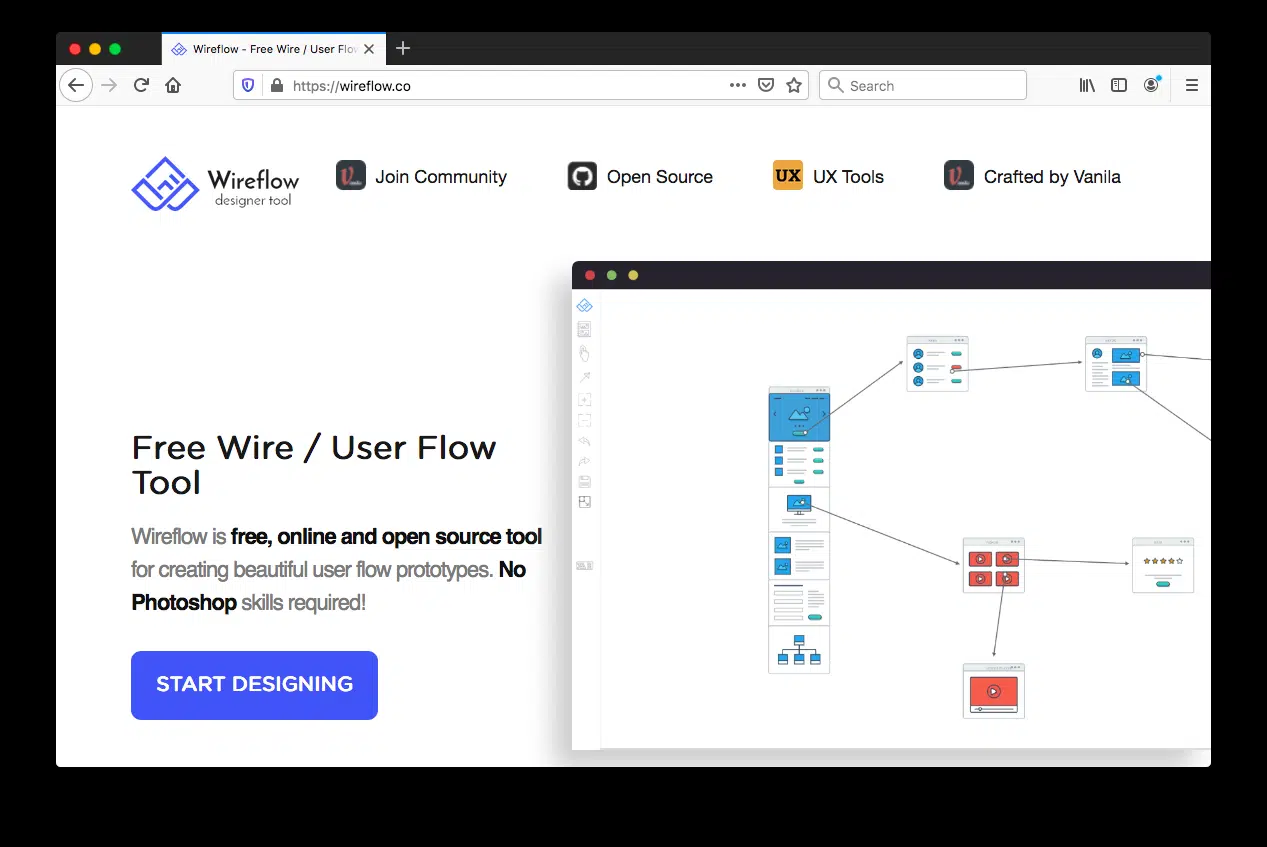 Wireflow - Free Wire / User Flo
https://wireflow.co
Search
Wireflow
designer tool
Join Community
Open Source
UX
UX Tools
Crafted by Vanila
Free Wire / User Flow
Tool
Wireflow is free, online and open source tool
for creating beautiful user flow prototypes. No
Photoshop skills required!
START DESIGNING